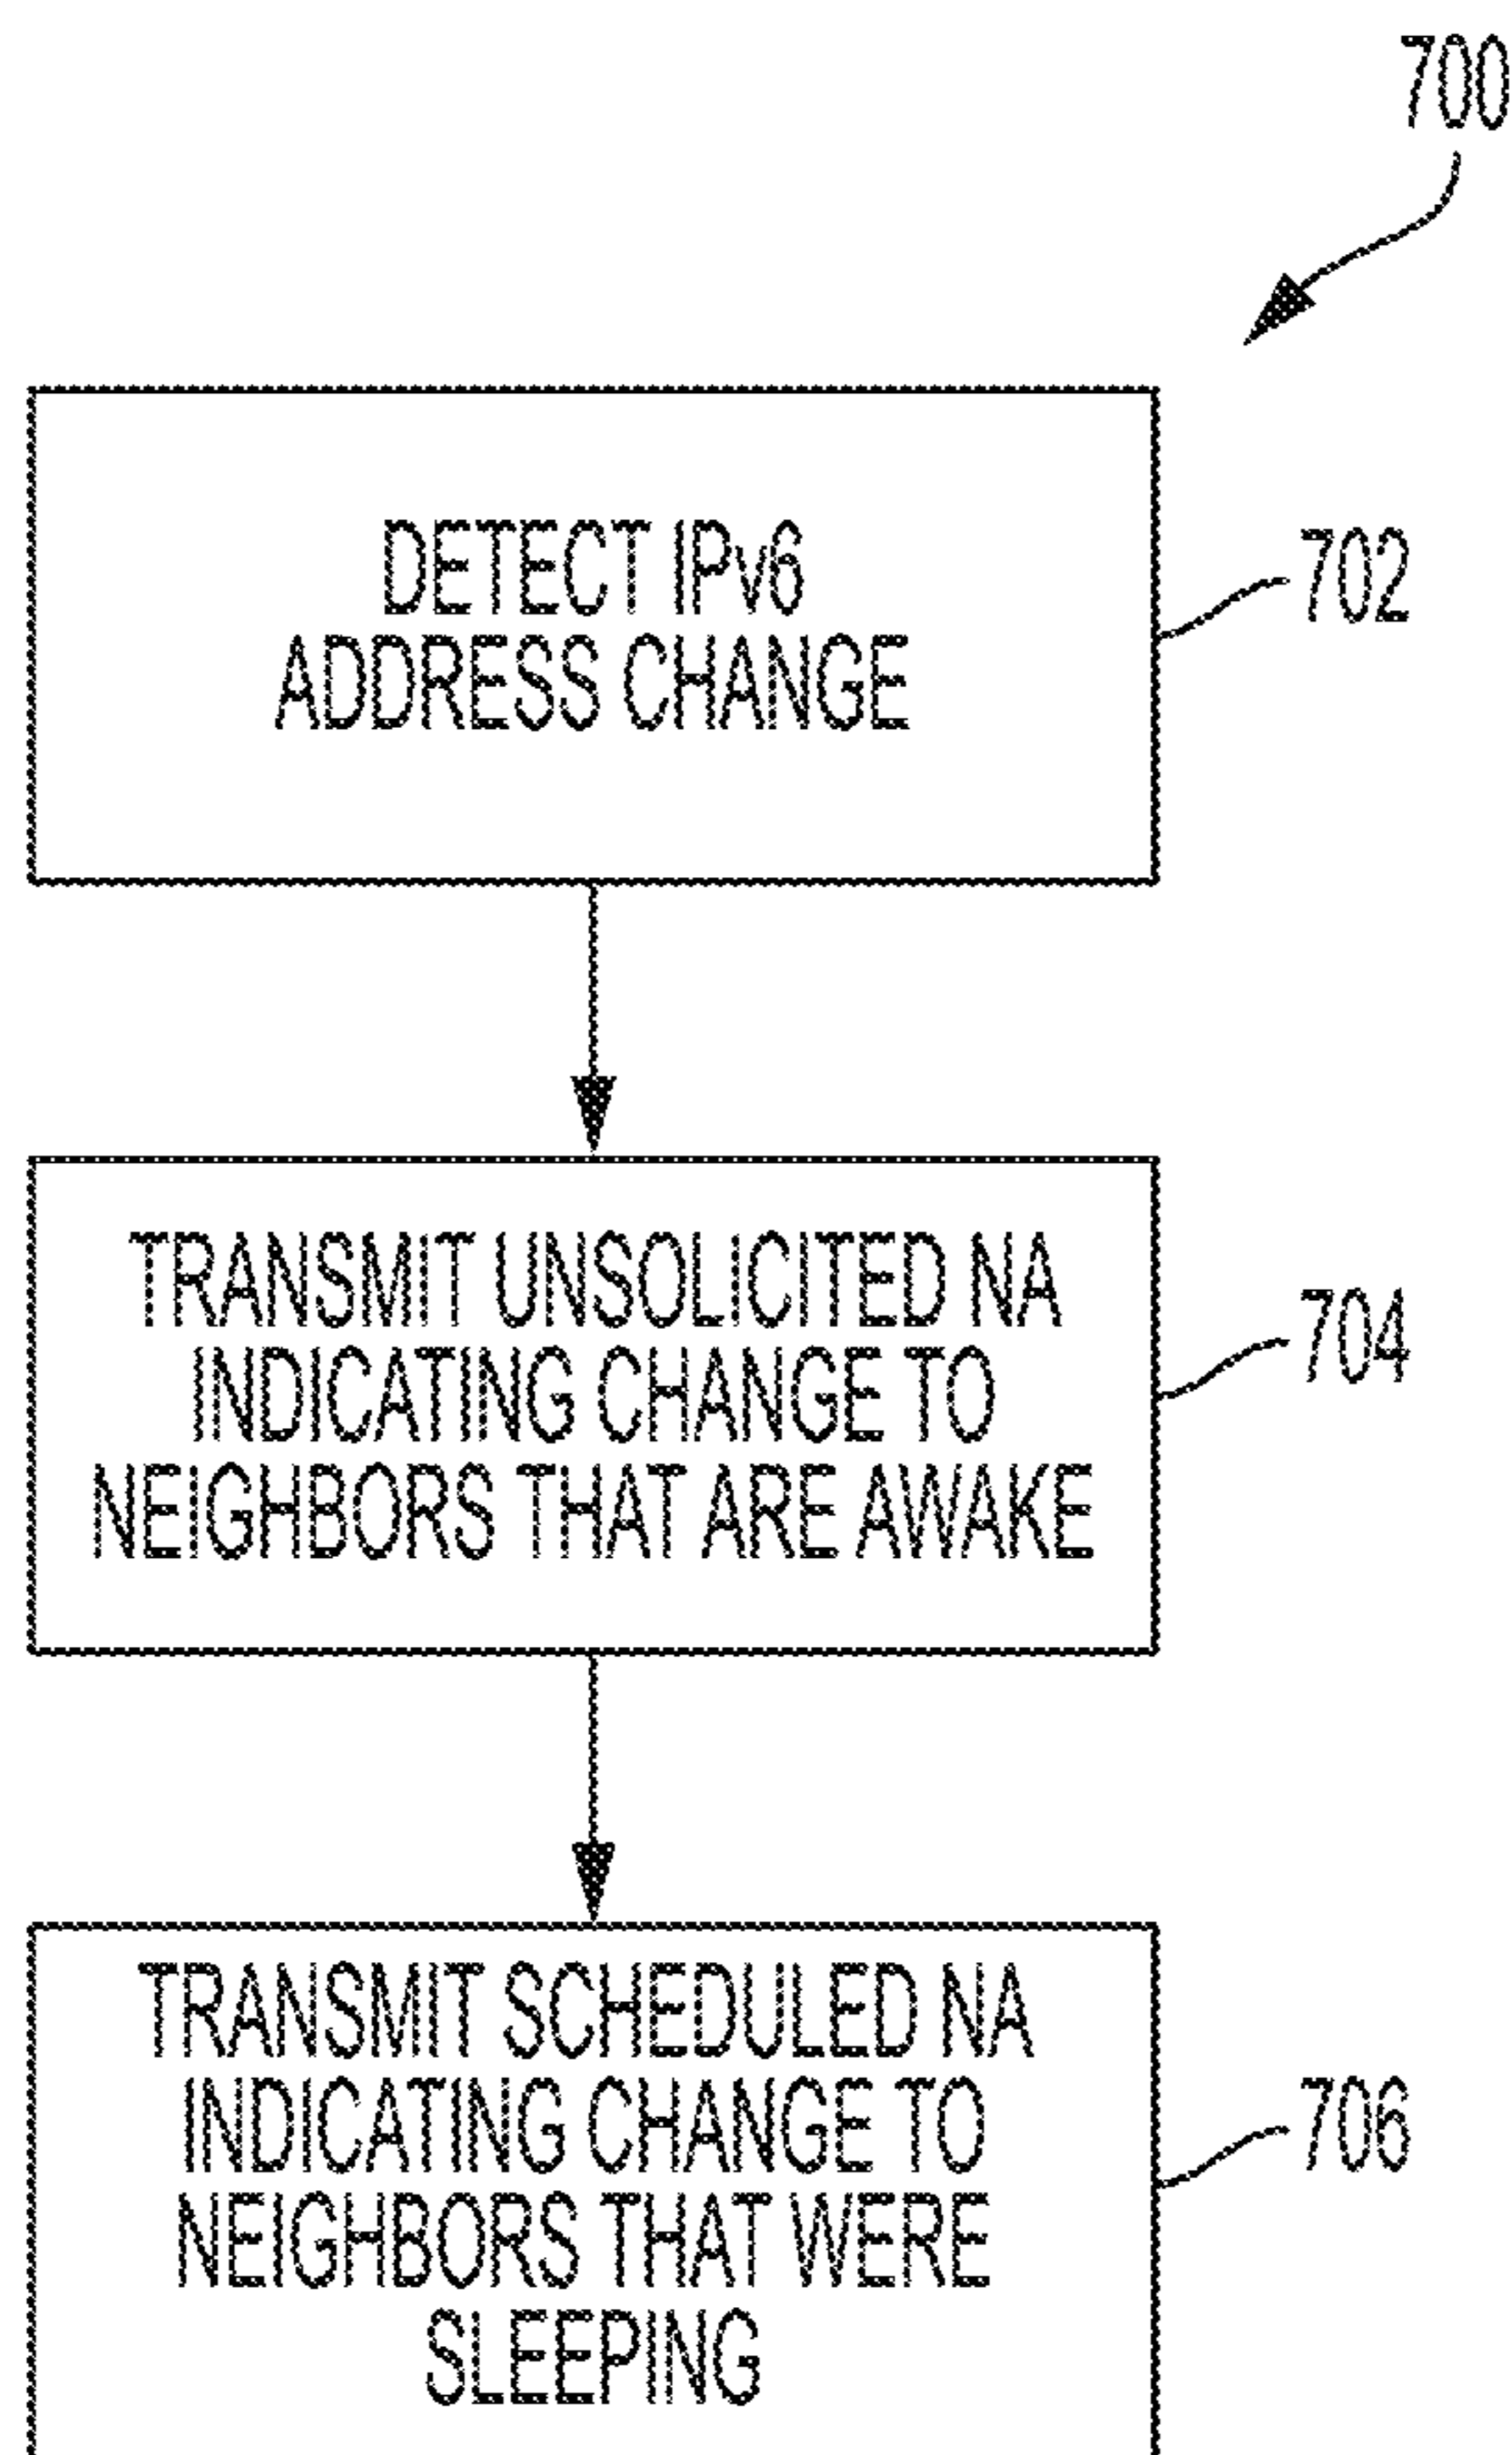 700
DETECT IPv6
ADDRESS CHANGE
702
TRANSMIT UNSOLICITED NA
INDICATING CHANGE TO
NEIGHBORS THAT ARE AWAKE
704
TRANSMIT SCHEDULED NA
INDICATING CHANGE TO
NEIGHBORS THAT WERE
SLEEPING
706